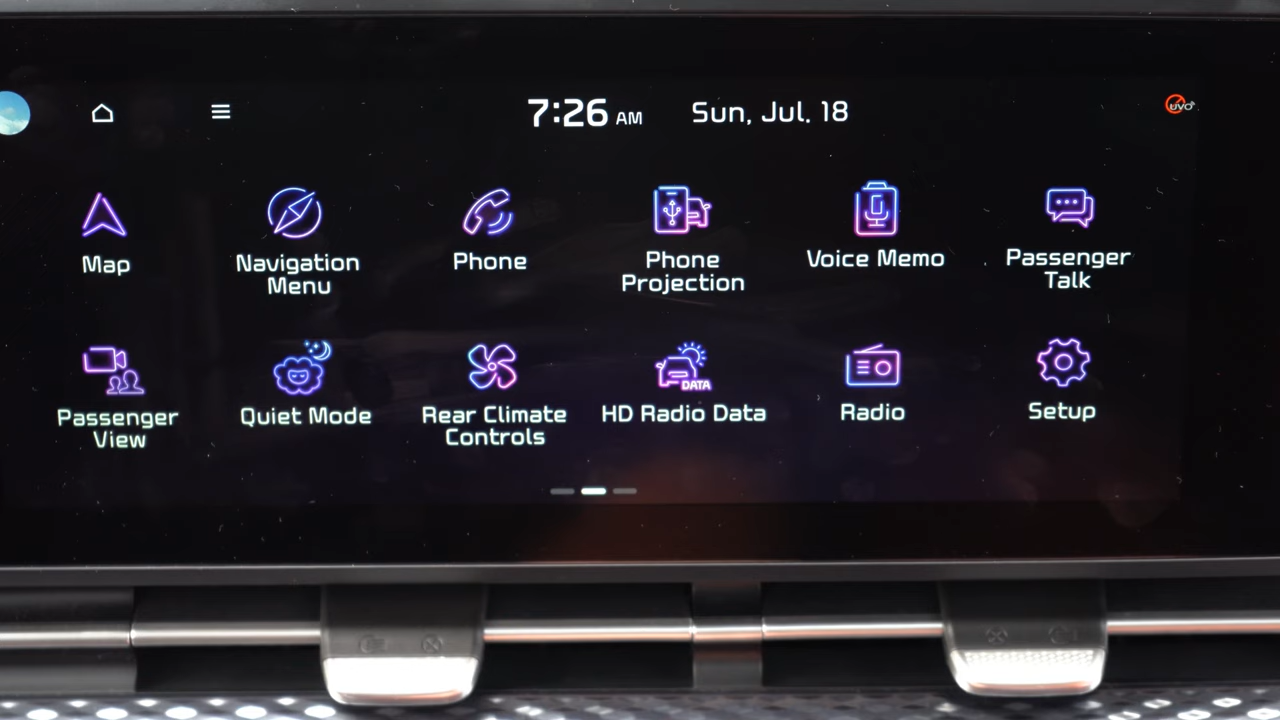 7:26 AM Sun, Jul. 18
UVO
Map
Navigation
Menu
Phone
Phone
Projection
Voice Memo
Passenger
Talk
Passenger
View
Quiet Mode
Rear Climate
Controls
DATA
HD Radio Data
Radio
Setup